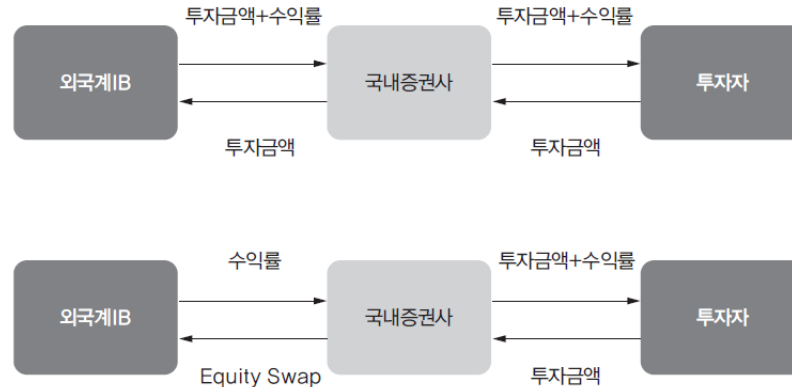 투자금액+수익률 투자금액+수익률
외국계IB 국내증권사 투자자
투자금액 투자금액
수익률 투자금액+수익률
외국계IB 국내증권사 투자자
Equity Swap 투자금액